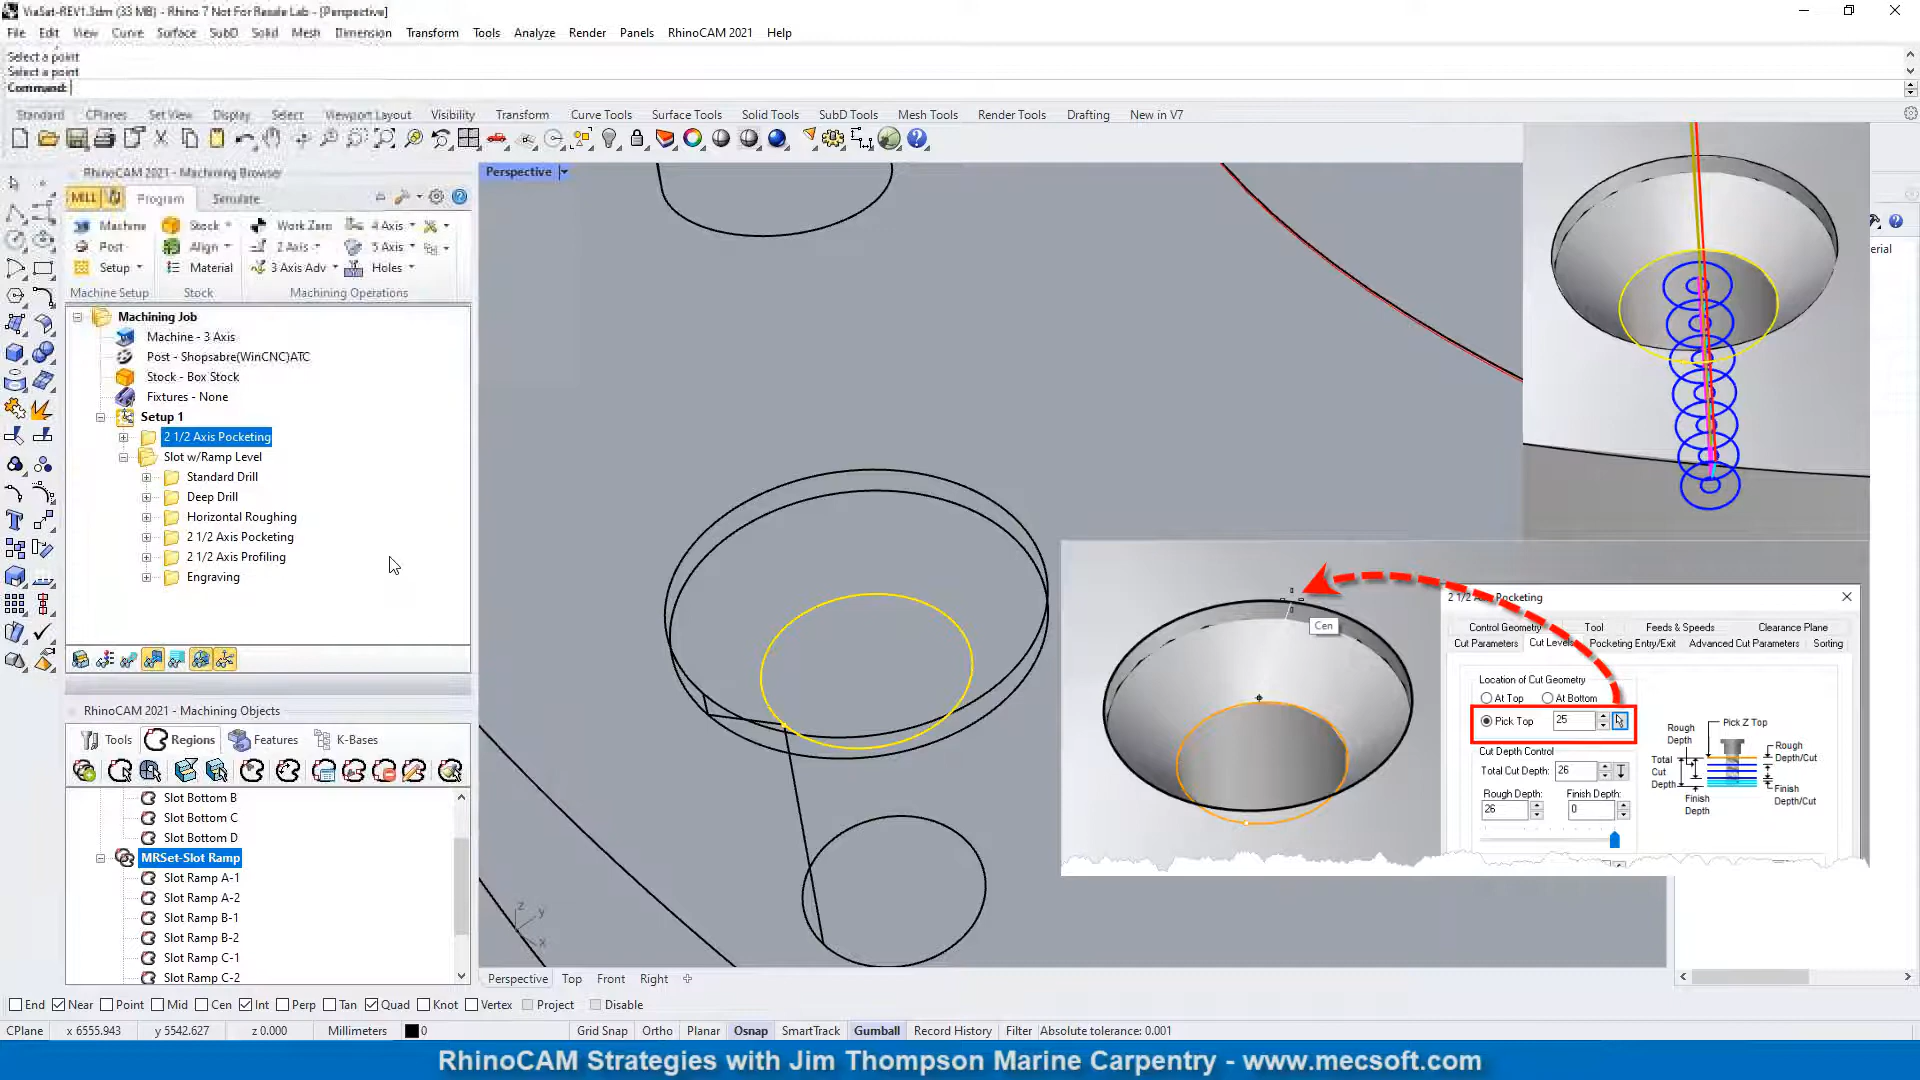 ViaSat-REV1.3dm (33 MB) - Rhino 7 Not For Resale Lab - [Perspective]
File Edit View Curve Surface SubD Solid Mesh Dimension Transform Tools Analyze Render Panels RhinoCAM 2021 Help
Select a point
Select a point
Command:
Standard CPlanes Set View Display Select Viewport Layout Visibility Transform Curve Tools Surface Tools Solid Tools SubD Tools Mesh Tools Render Tools Drafting New in V7
RhinoCAM 2021 - Machining Browser
MILL Program Simulate
Machine Stock Work Zero 4 Axis
Post Align 2 Axis 5 Axis
Setup Material 3 Axis Adv Holes
Machine Setup Stock Machining Operations
Machining Job
Machine - 3 Axis
Post - Shopsabre(WinCNC)ATC
Stock - Box Stock
Fixtures - None
Setup 1
2 1/2 Axis Pocketing
Slot w/Ramp Level
Standard Drill
Deep Drill
Horizontal Roughing
2 1/2 Axis Pocketing
2 1/2 Axis Profiling
Engraving
RhinoCAM 2021 - Machining Objects
Tools Regions Features K-Bases
Slot Bottom B
Slot Bottom C
Slot Bottom D
MRSet-Slot Ramp
Slot Ramp A-1
Slot Ramp A-2
Slot Ramp B-1
Slot Ramp B-2
Slot Ramp C-1
Slot Ramp C-2
Perspective
z y x
Cen
Control Geometry Tool Feeds & Speeds Clearance Plane
Cut Parameters Cut Levels Pocketing Entry/Exit Advanced Cut Parameters Sorting
Location of Cut Geometry
At Top At Bottom
Pick Top 25
Cut Depth Control
Total Cut Depth: 26
Rough Depth: Finish Depth:
26 0
Pick Z Top
Rough Depth
Total Cut Depth
Finish Depth
Rough Depth/Cut
Finish Depth/Cut
Perspective Top Front Right
End Near Point Mid Cen Int Perp Tan Quad Knot Vertex Project Disable
CPlane x 6555.943 y 5542.627 z 0.000 Millimeters 0 Grid Snap Ortho Planar Osnap SmartTrack Gumball Record History Filter Absolute tolerance: 0.001
RhinoCAM Strategies with Jim Thompson Marine Carpentry - www.mecsoft.com